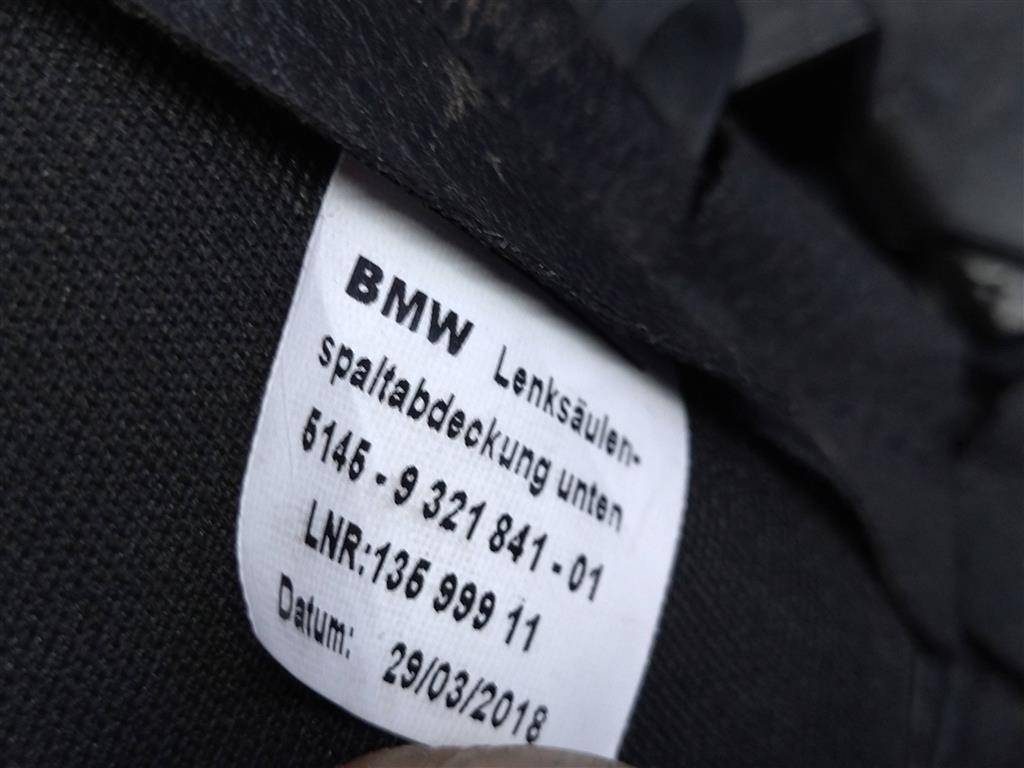 BMW Lenksäulen-
spaltabdeckung unten
5145 - 9 321 841 - 01
LNR:135 999 11
Datum: 29/03/2018